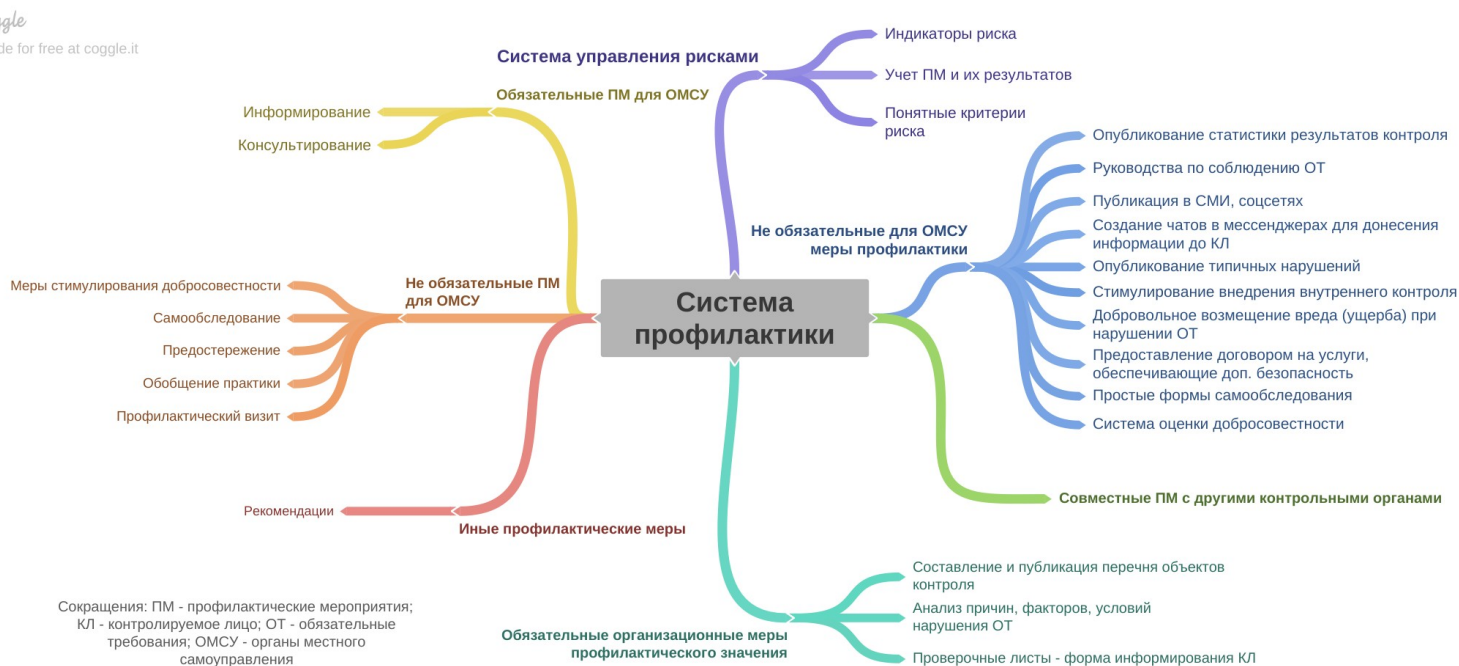 ggle
de for free at coggle.it
Система управления рисками
Индикаторы риска
Учет ПМ и их результатов
Понятные критерии
риска
Обязательные ПМ для ОМСУ
Информирование
Консультирование
Не обязательные для ОМСУ
меры профилактики
Опубликование статистики результатов контроля
Руководства по соблюдению ОТ
Публикация в СМИ, соцсетях
Создание чатов в мессенджерах для донесения
информации до КЛ
Опубликование типичных нарушений
Стимулирование внедрения внутреннего контроля
Добровольное возмещение вреда (ущерба) при
нарушении ОТ
Предоставление договором на услуги,
обеспечивающие доп. безопасность
Простые формы самообследования
Система оценки добросовестности
Не обязательные ПМ
для ОМСУ
Меры стимулирования добросовестности
Самообследование
Предостережение
Обобщение практики
Профилактический визит
Система
профилактики
Совместные ПМ с другими контрольными органами
Рекомендации
Иные профилактические меры
Обязательные организационные меры
профилактического значения
Составление и публикация перечня объектов
контроля
Анализ причин, факторов, условий
нарушения ОТ
Проверочные листы - форма информирования КЛ
Сокращения: ПМ - профилактические мероприятия;
КЛ - контролируемое лицо; ОТ - обязательные
требования; ОМСУ - органы местного
самоуправления